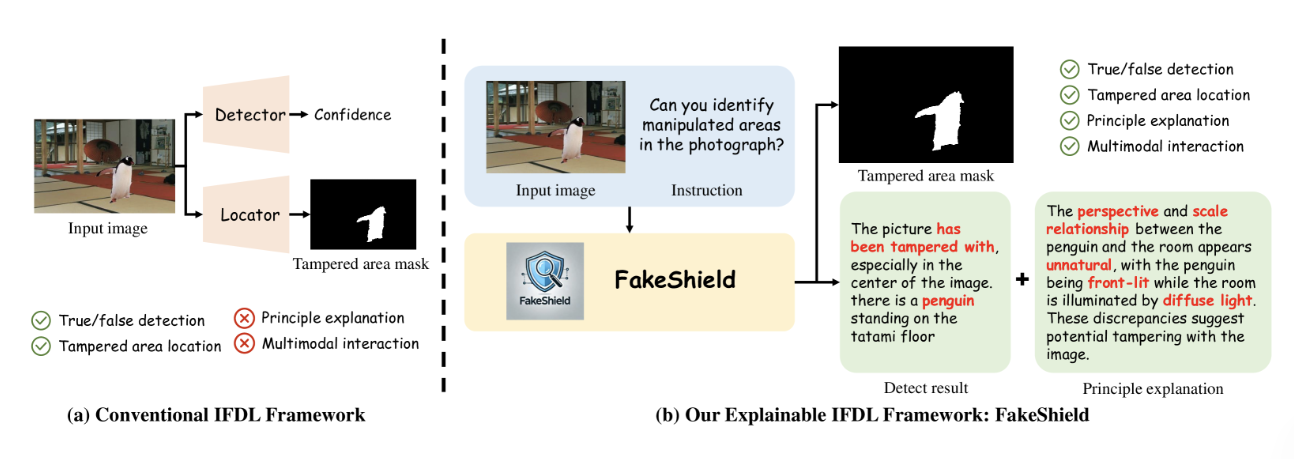 Detector
Confidence
Locator
Input image
Tampered area mask
True/false detection
Tampered area location
Principle explanation
Multimodal interaction
(a) Conventional IFDL Framework
Can you identify
manipulated areas
in the photograph?
Input image
Instruction
FakeShield
FakeShield
Tampered area mask
True/false detection
Tampered area location
Principle explanation
Multimodal interaction
The picture has
been tampered with,
especially in the
center of the image.
there is a penguin
standing on the
tatami floor
Detect result
+
The perspective and scale
relationship between the
penguin and the room appears
unnatural, with the penguin
being front-lit while the room
is illuminated by diffuse light.
These discrepancies suggest
potential tampering with the
image.
Principle explanation
(b) Our Explainable IFDL Framework: FakeShield